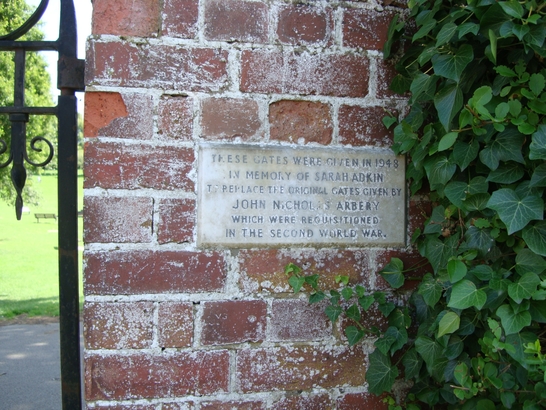 THESE GATES WERE GIVEN, IN 1948
IN MEMORY OF SARAH ADKIN
TO REPLACE THE ORIGINAL GATES GIVEN BY
JOHN NICHOLAS ARBERY
WHICH WERE REQUISITIONED
IN THE SECOND WORLD WAR.